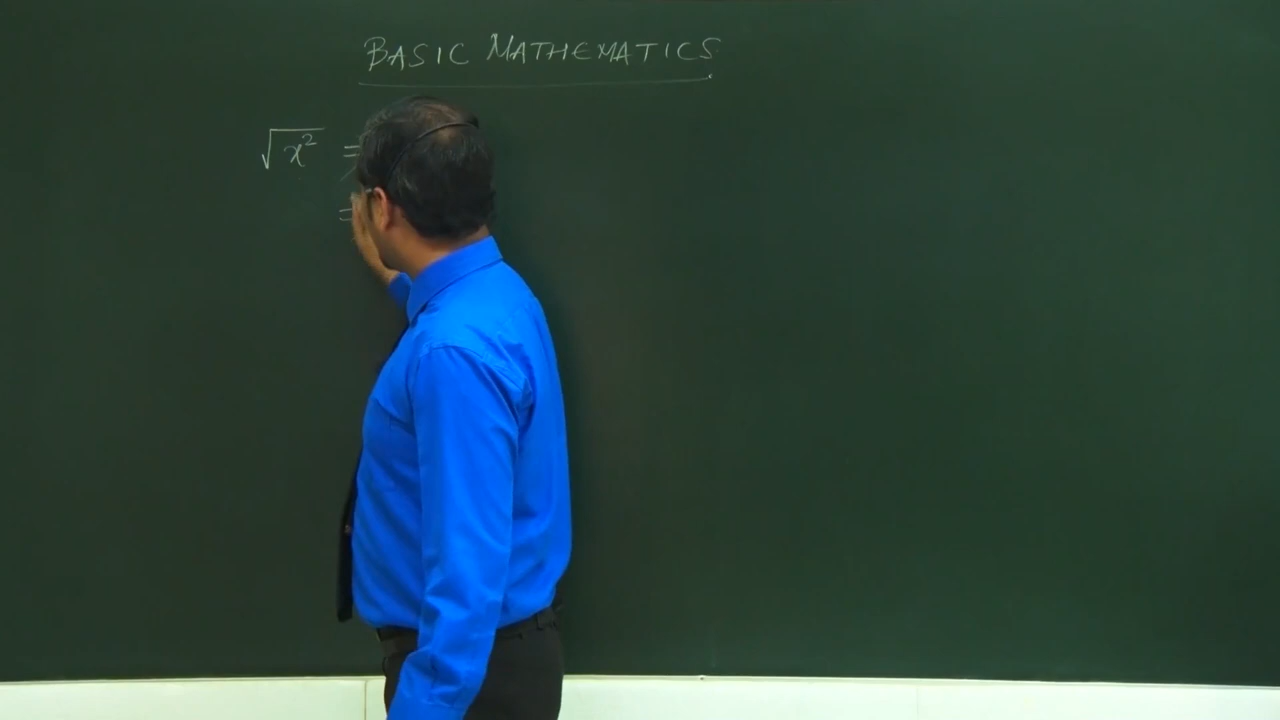 BASIC MATHEMATICS
√x² =
=